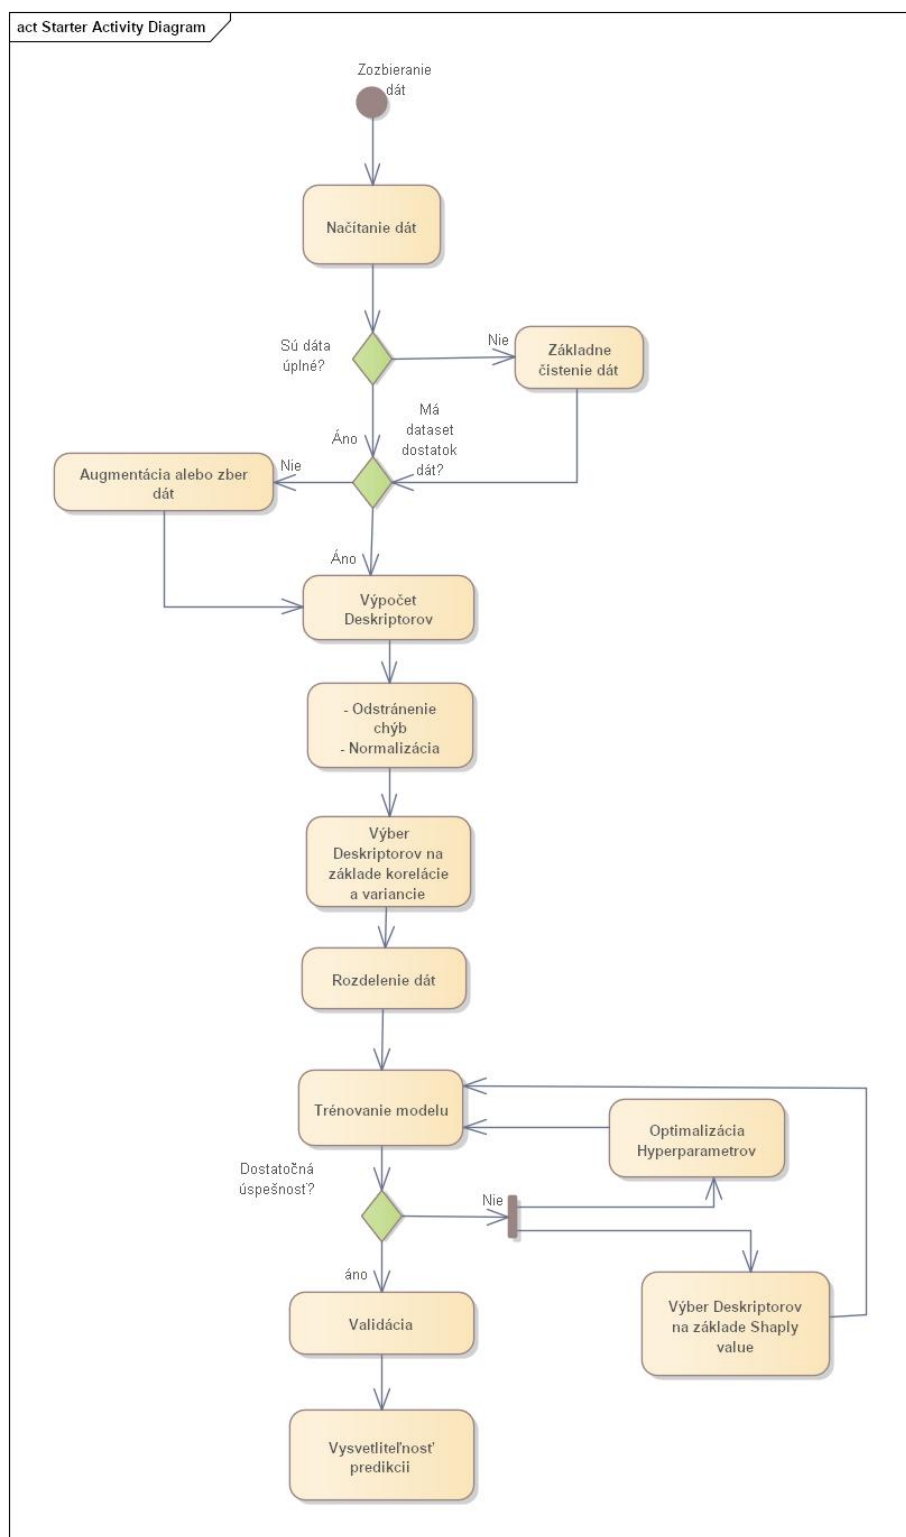 act Starter Activity Diagram
Zozbieranie
dát
Načítanie dát
Sú dáta
úplné?
Nie
Základne
čistenie dát
Áno
Má
dataset
dostatok
dát?
Nie
Augmentácia alebo zber
dát
Áno
Výpočet
Deskriptorov
- Odstránenie
chýb
- Normalizácia
Výber
Deskriptorov na
základe korelácie
a variancie
Rozdelenie dát
Trénovanie modelu
Optimalizácia
Hyperparametrov
Dostatočná
úspešnosť?
Nie
áno
Výber Deskriptorov
na základe Shaply
value
Validácia
Vysvetliteľnosť
predikcii